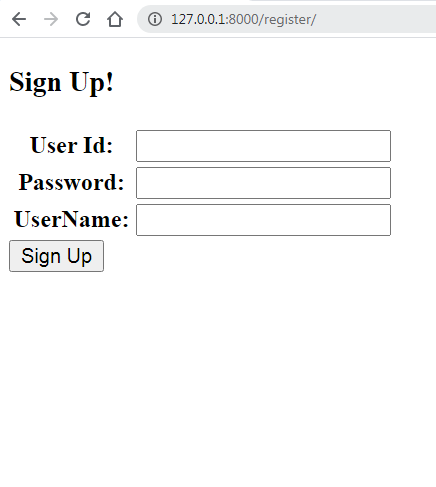 127.0.0.1:8000/register/
Sign Up!
User Id:
Password:
UserName:
Sign Up